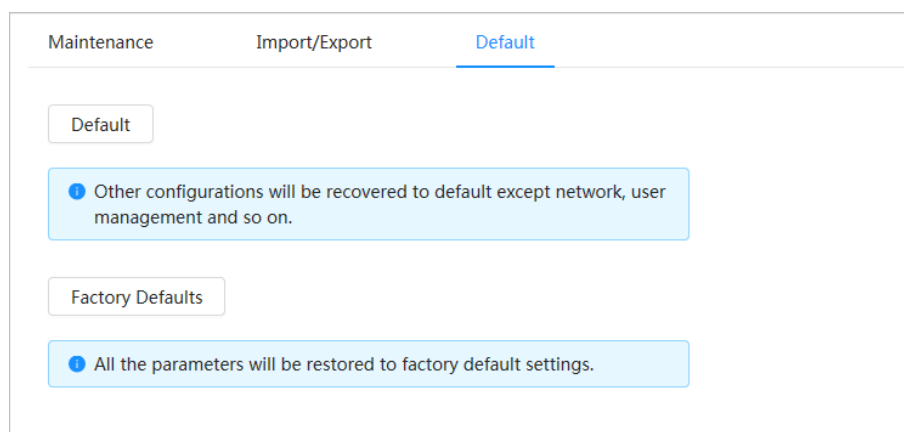 Maintenance Import/Export Default
Default
Other configurations will be recovered to default except network, user
management and so on.
Factory Defaults
All the parameters will be restored to factory default settings.